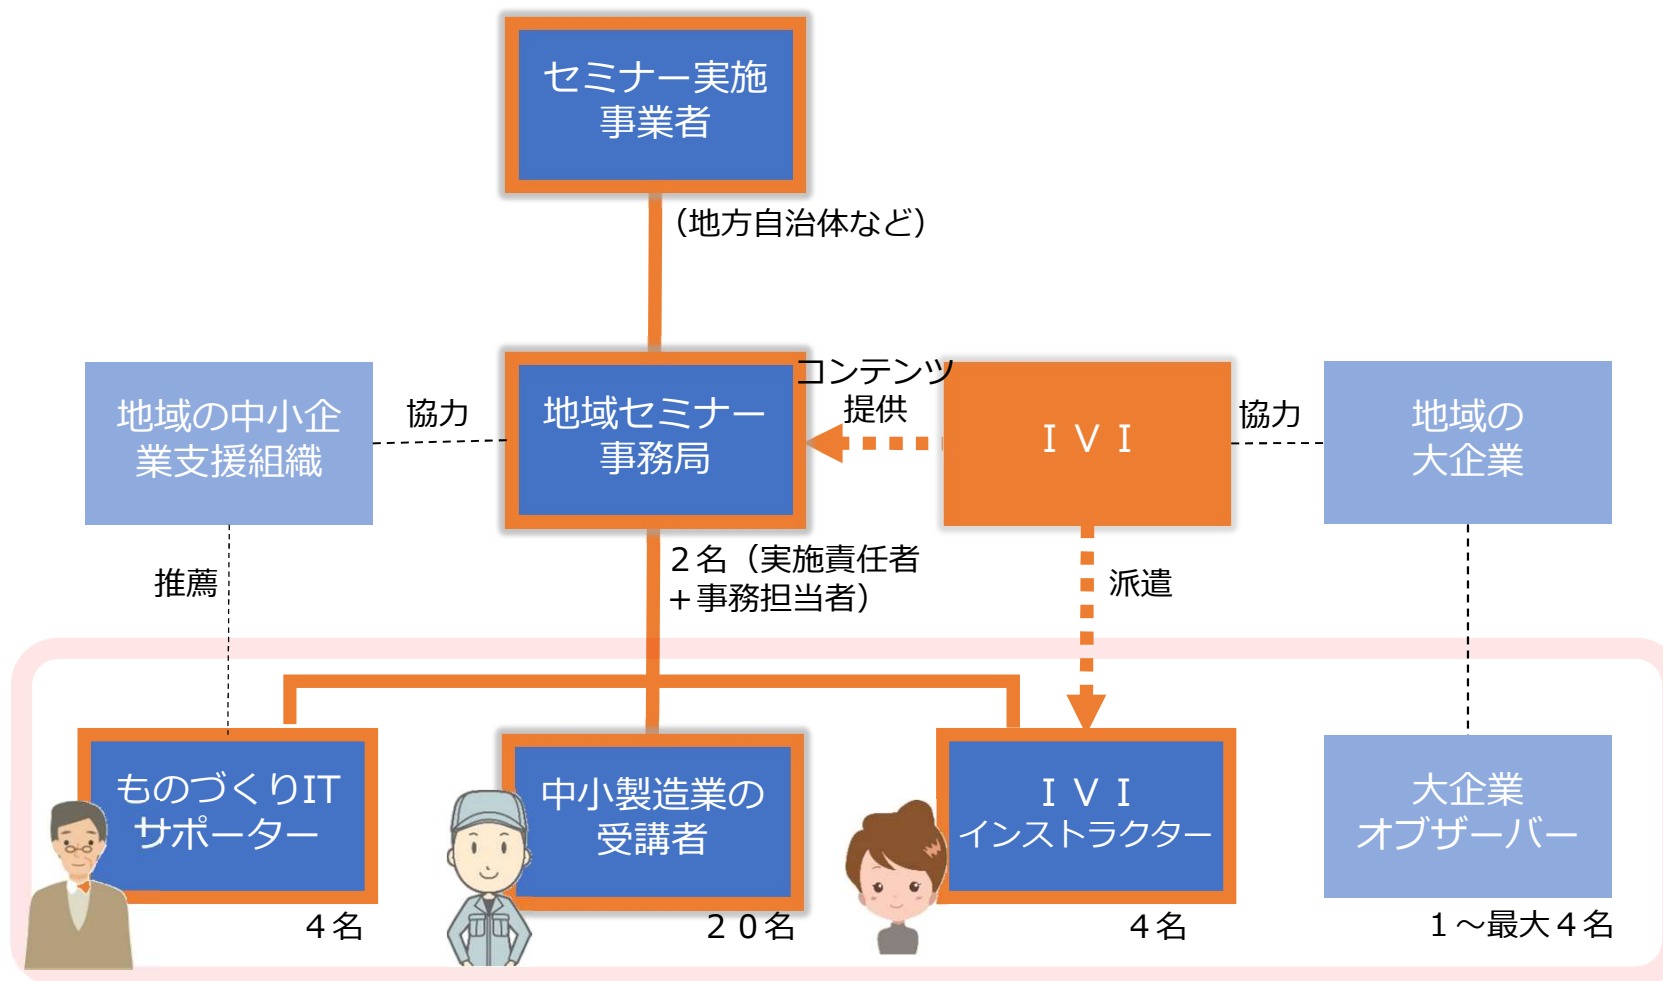 セミナー実施
事業者
（地方自治体など）
地域の中小企
業支援組織
協力
地域セミナー
事務局
コンテンツ
提供
ＩＶＩ
協力
地域の
大企業
推薦
２名（実施責任者
＋事務担当者）
派遣
ものづくりIT
サポーター
４名
中小製造業の
受講者
２０名
ＩＶＩ
インストラクター
４名
大企業
オブザーバー
１～最大４名